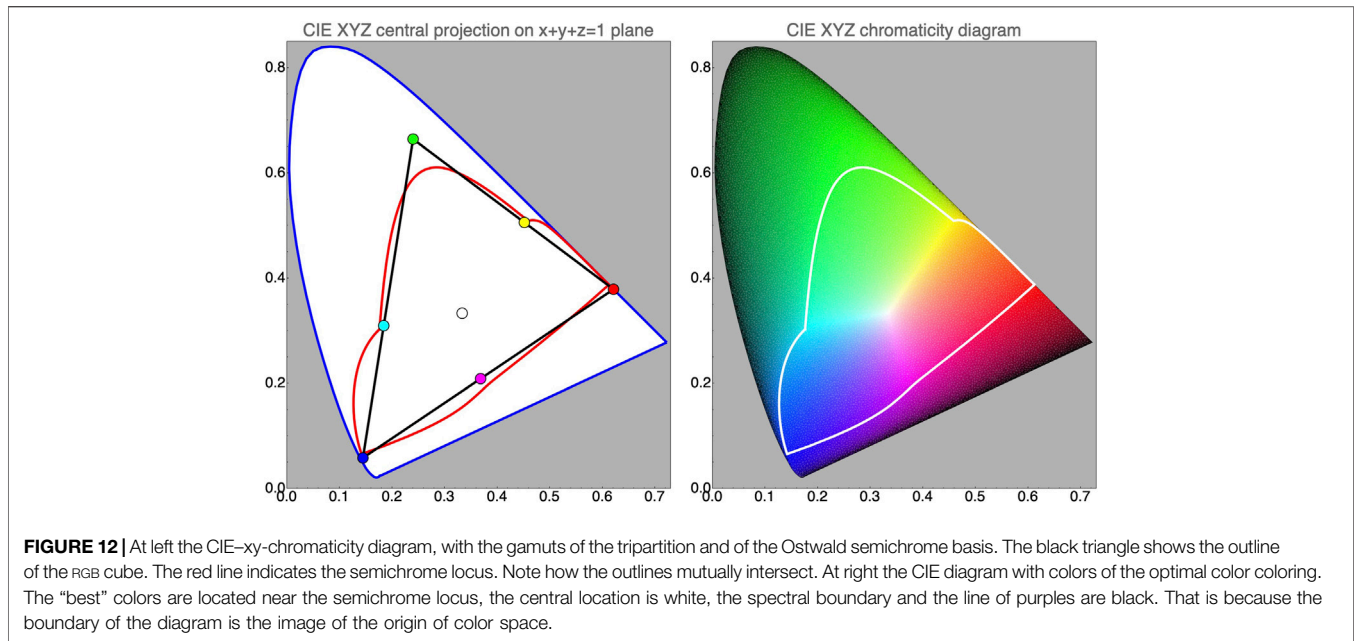 CIE XYZ central projection on x+y+z=1 plane
0.8
0.6
0.4
0.2
0.0
0.0 0.1 0.2 0.3 0.4 0.5 0.6 0.7
CIE XYZ chromaticity diagram
0.8
0.6
0.4
0.2
0.0
0.0 0.1 0.2 0.3 0.4 0.5 0.6 0.7
FIGURE 12 | At left the CIE–xy-chromaticity diagram, with the gamuts of the tripartition and of the Ostwald semichrome basis. The black triangle shows the outline
of the RGB cube. The red line indicates the semichrome locus. Note how the outlines mutually intersect. At right the CIE diagram with colors of the optimal color coloring.
The “best” colors are located near the semichrome locus, the central location is white, the spectral boundary and the line of purples are black. That is because the
boundary of the diagram is the image of the origin of color space.